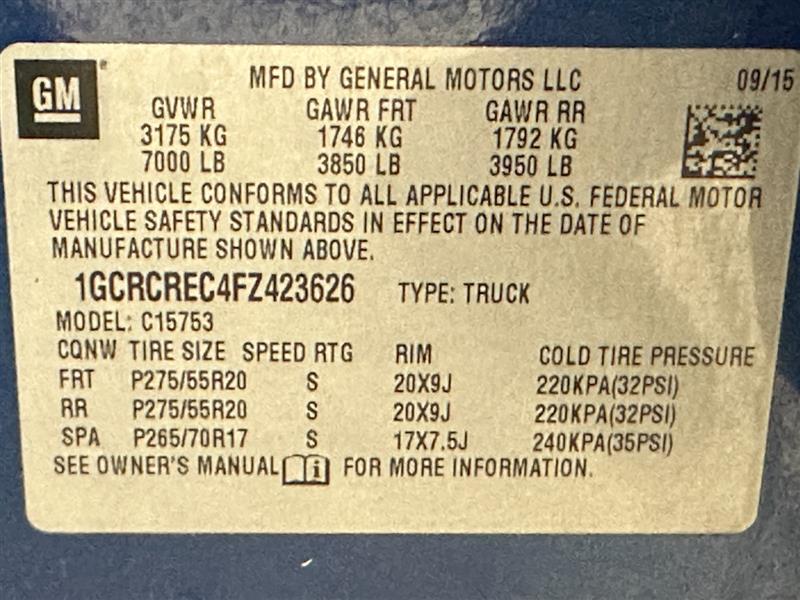 GM MFD BY GENERAL MOTORS LLC 09/15
GVWR GAWR FRT GAWR RR
3175 KG 1746 KG 1792 KG
7000 LB 3850 LB 3950 LB
THIS VEHICLE CONFORMS TO ALL APPLICABLE U.S. FEDERAL MOTOR
VEHICLE SAFETY STANDARDS IN EFFECT ON THE DATE OF
MANUFACTURE SHOWN ABOVE.
1GCRCREC4FZ423626 TYPE: TRUCK
MODEL: C15753
CQNW TIRE SIZE SPEED RTG RIM COLD TIRE PRESSURE
FRT P275/55R20 S 20X9J 220KPA(32PSI)
RR P275/55R20 S 20X9J 220KPA(32PSI)
SPA P265/70R17 S 17X7.5J 240KPA(35PSI)
SEE OWNER'S MANUAL FOR MORE INFORMATION.